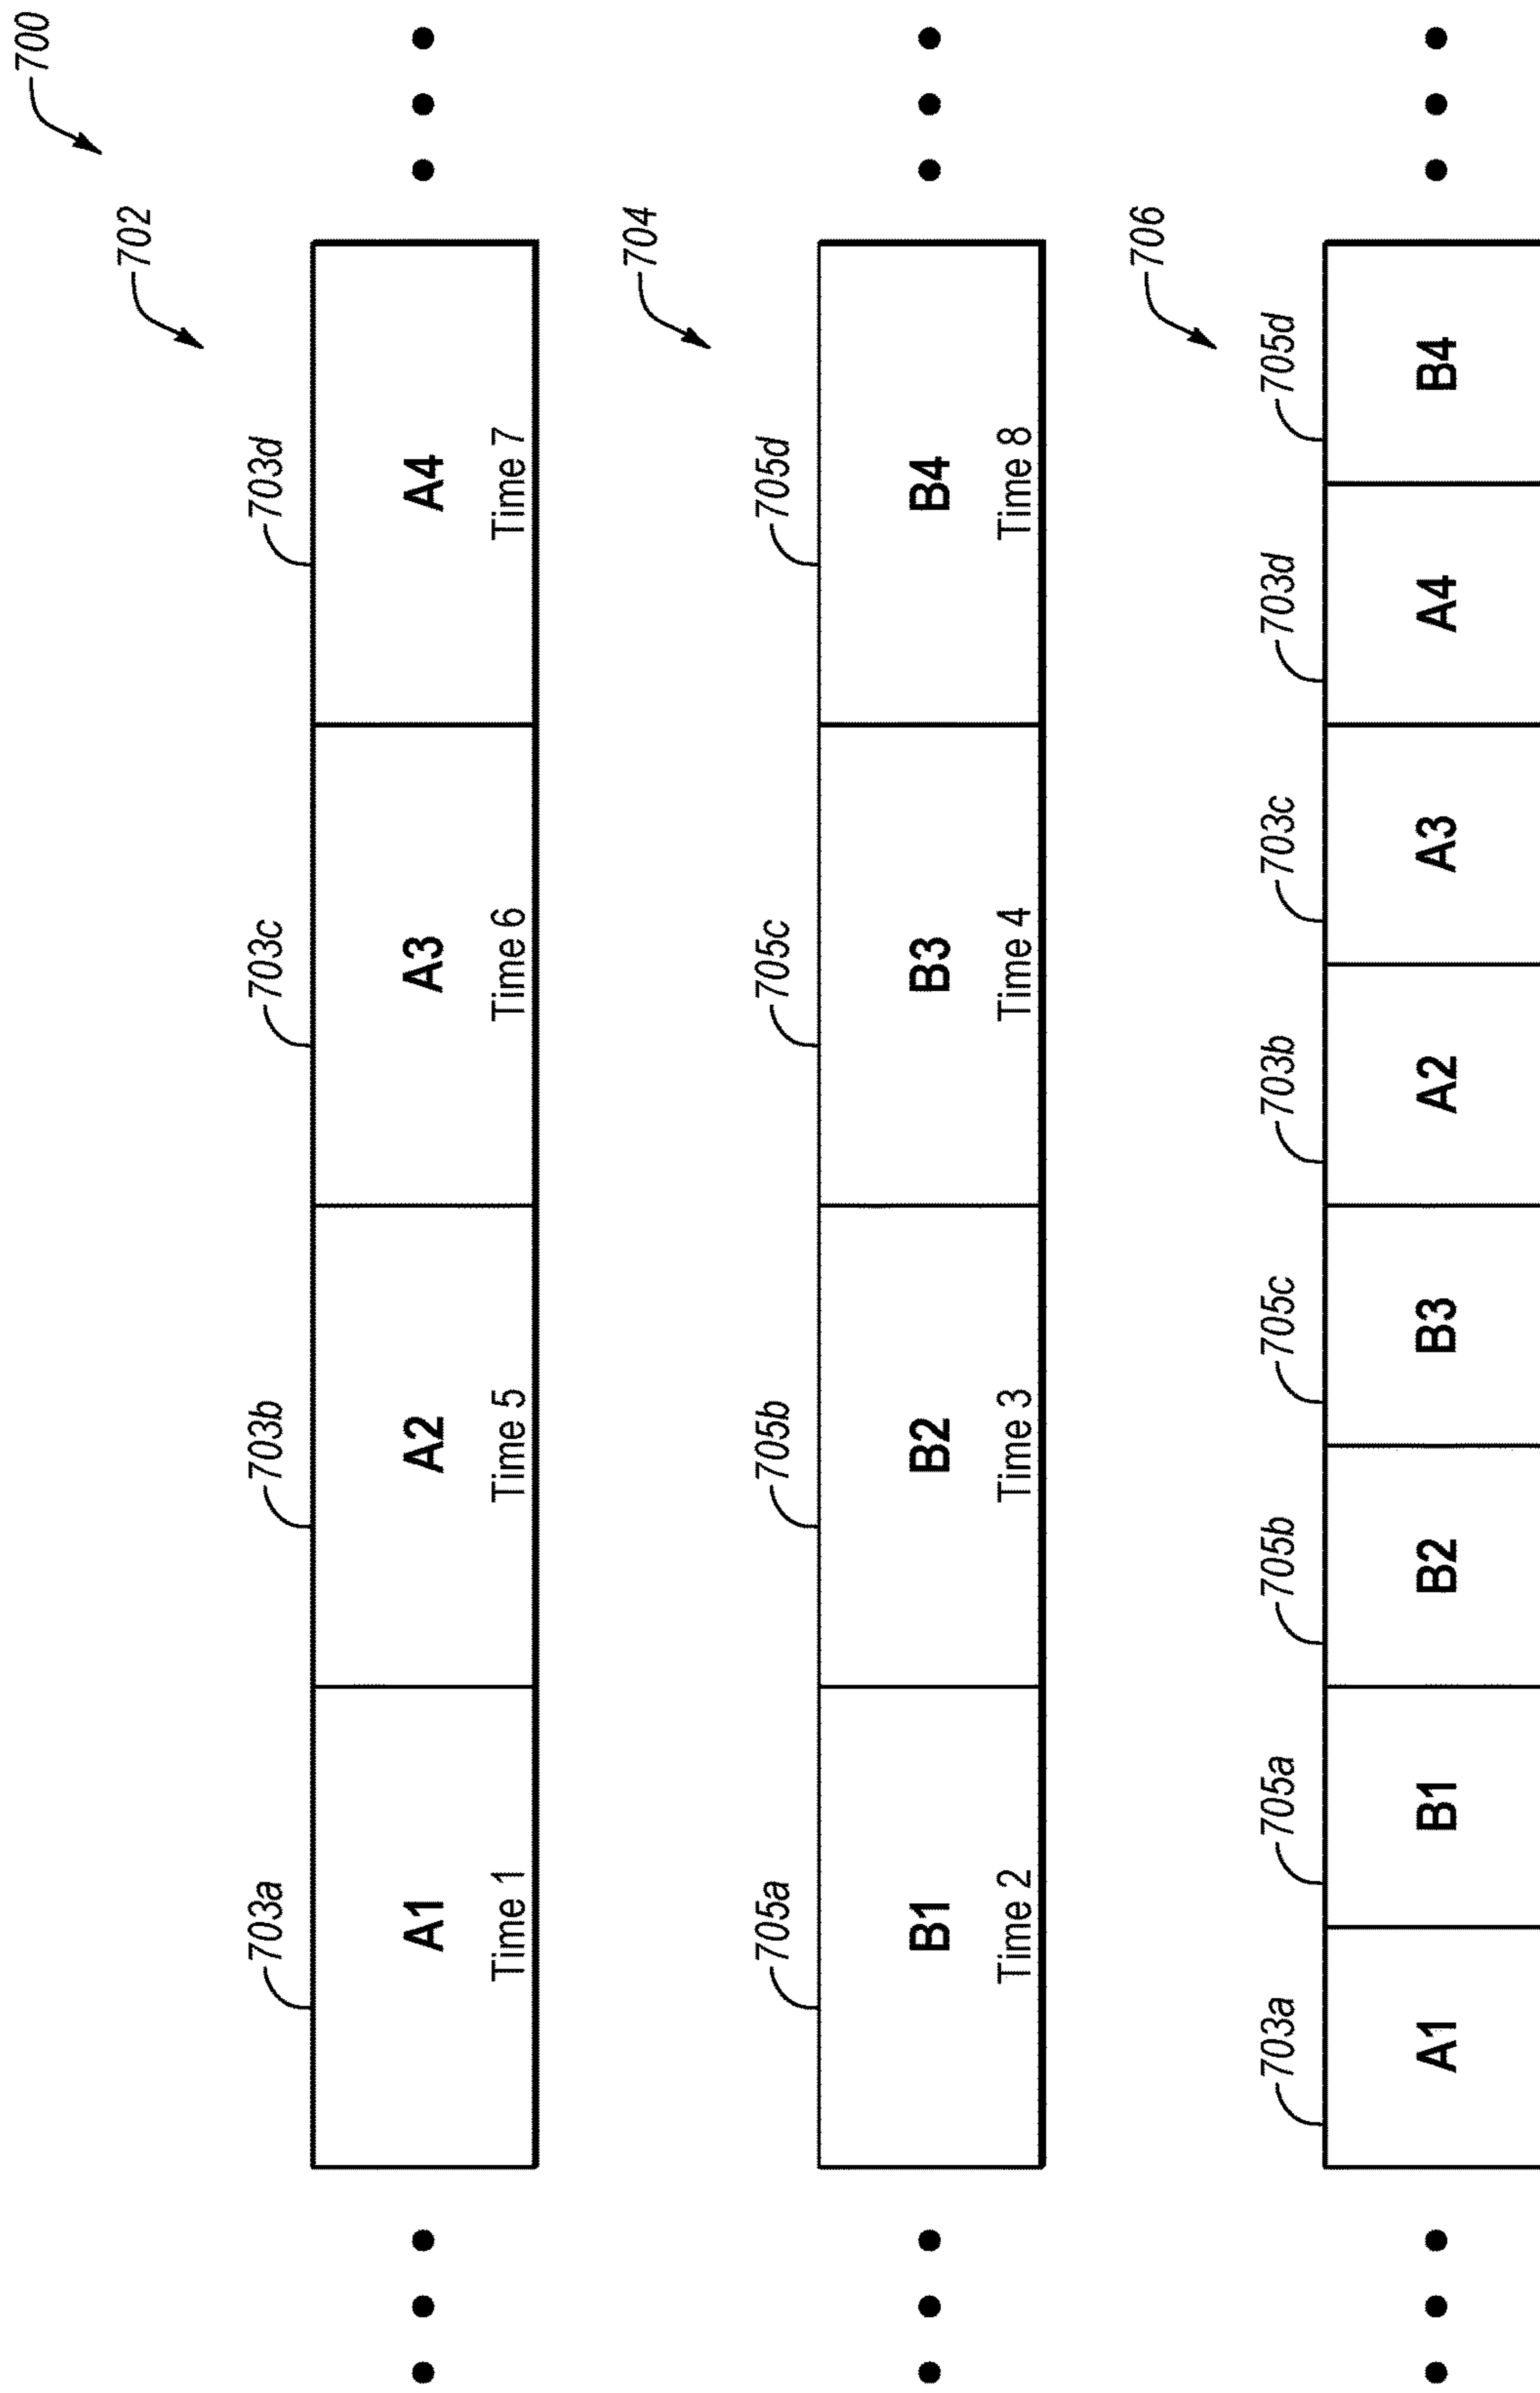 700
702
703a 703b 703c 703d
A1 A2 A3 A4
Time 1 Time 5 Time 6 Time 7
704
705a 705b 705c 705d
B1 B2 B3 B4
Time 2 Time 3 Time 4 Time 8
706
703a 705a 705b 705c 703b 703c 703d 705d
A1 B1 B2 B3 A2 A3 A4 B4